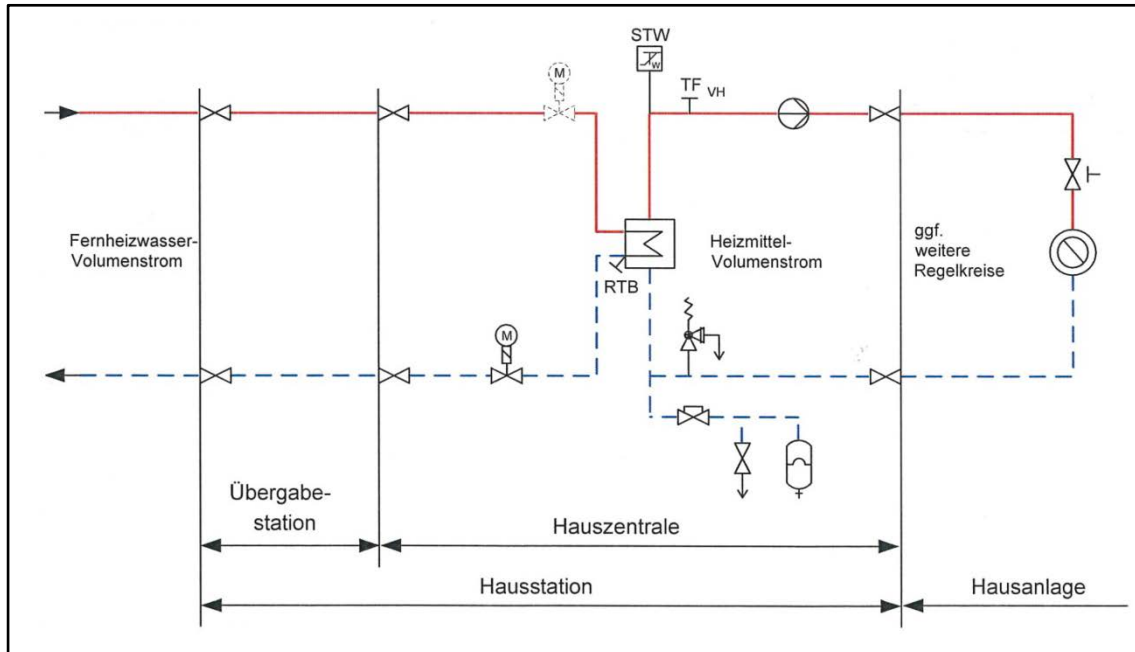 STW
W
M
TF VH
Fernheizwasser-
Volumenstrom
Heizmittel-
Volumenstrom
ggf.
weitere
Regelkreise
RTB
M
Übergabe-
station
Hauszentrale
Hausstation
Hausanlage